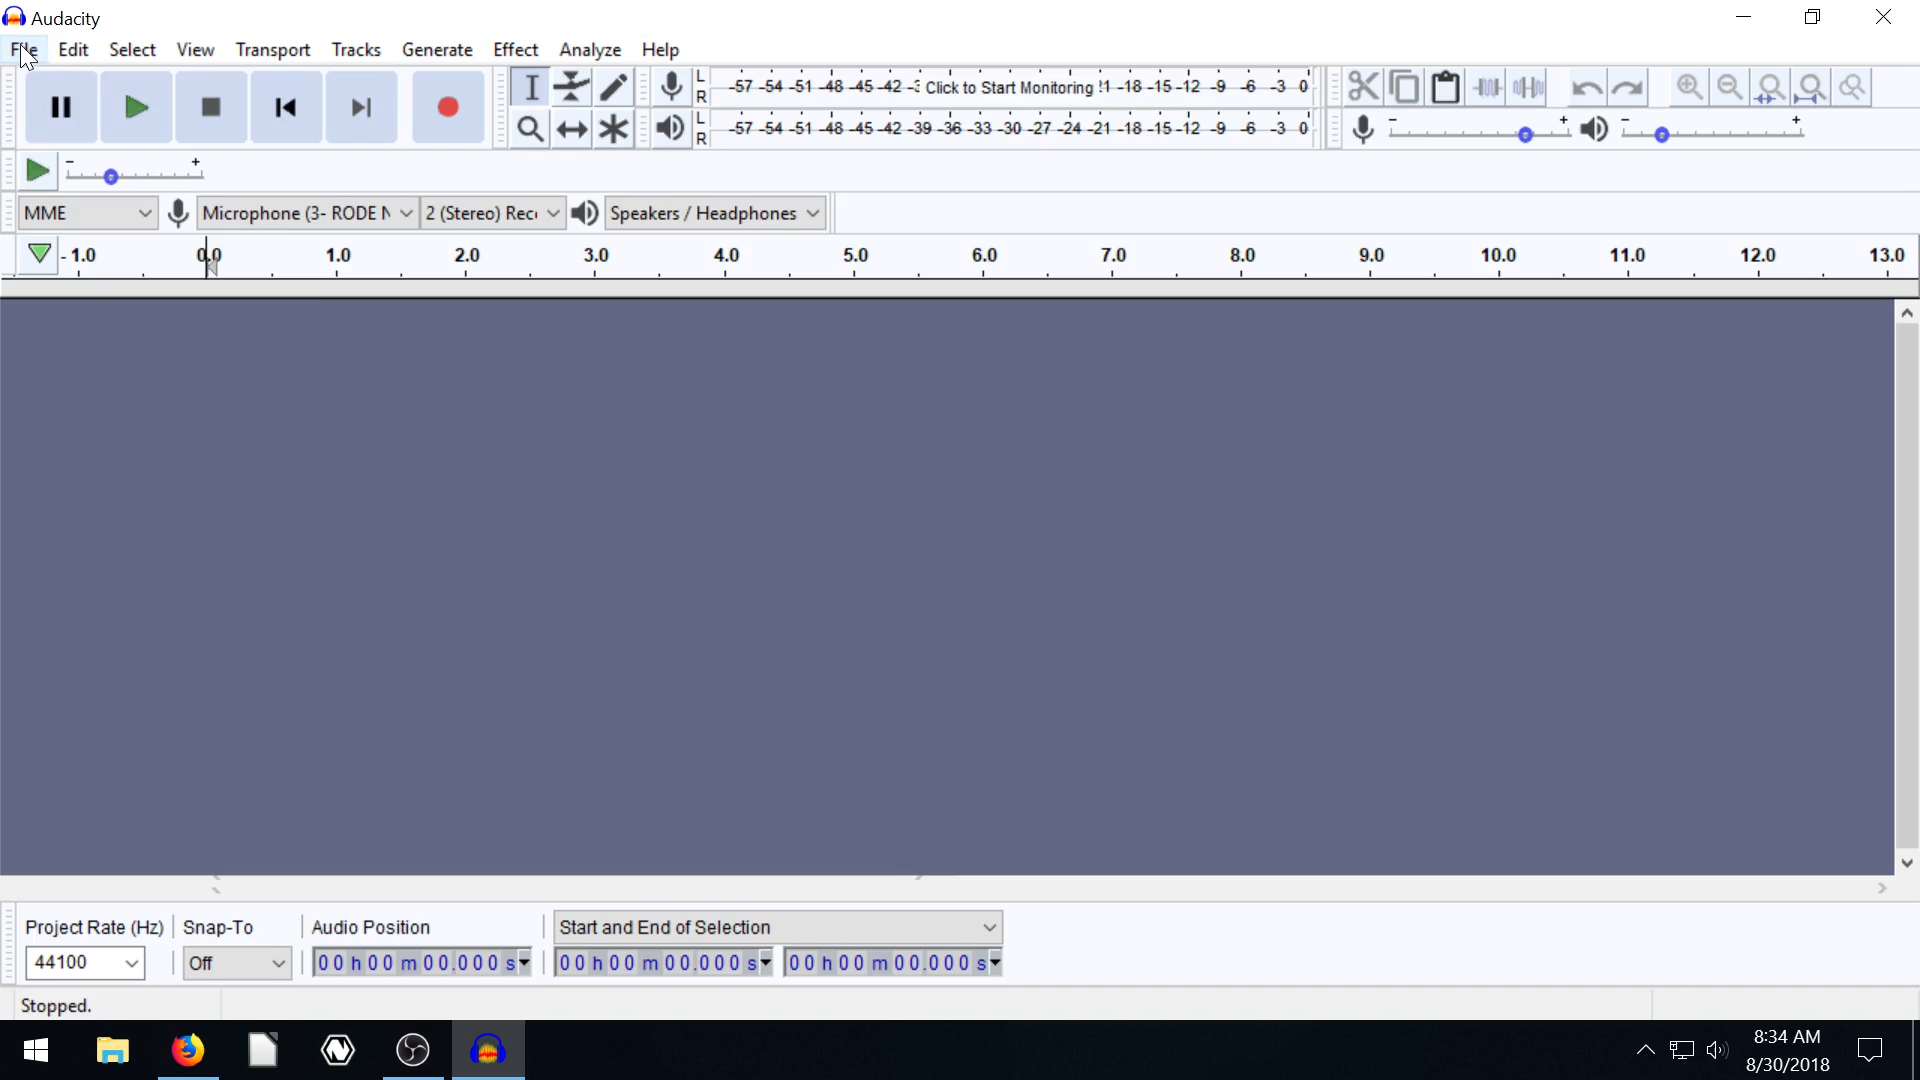 Audacity
File Edit Select View Transport Tracks Generate Effect Analyze Help
L R -57 -54 -51 -48 -45 -42 Click to Start Monitoring -18 -15 -12 -9 -6 -3 0
L R -57 -54 -51 -48 -45 -42 -39 -36 -33 -30 -27 -24 -21 -18 -15 -12 -9 -6 -3 0
- + - +
- +
MME Microphone (3- RODE 2 (Stereo) Speakers / Headphones
-1.0 0.0 1.0 2.0 3.0 4.0 5.0 6.0 7.0 8.0 9.0 10.0 11.0 12.0 13.0
Project Rate (Hz) Snap-To Audio Position Start and End of Selection
44100 Off 00 h 00 m 00.000 s 00 h 00 m 00.000 s 00 h 00 m 00.000 s
Stopped.
8:34 AM
8/30/2018